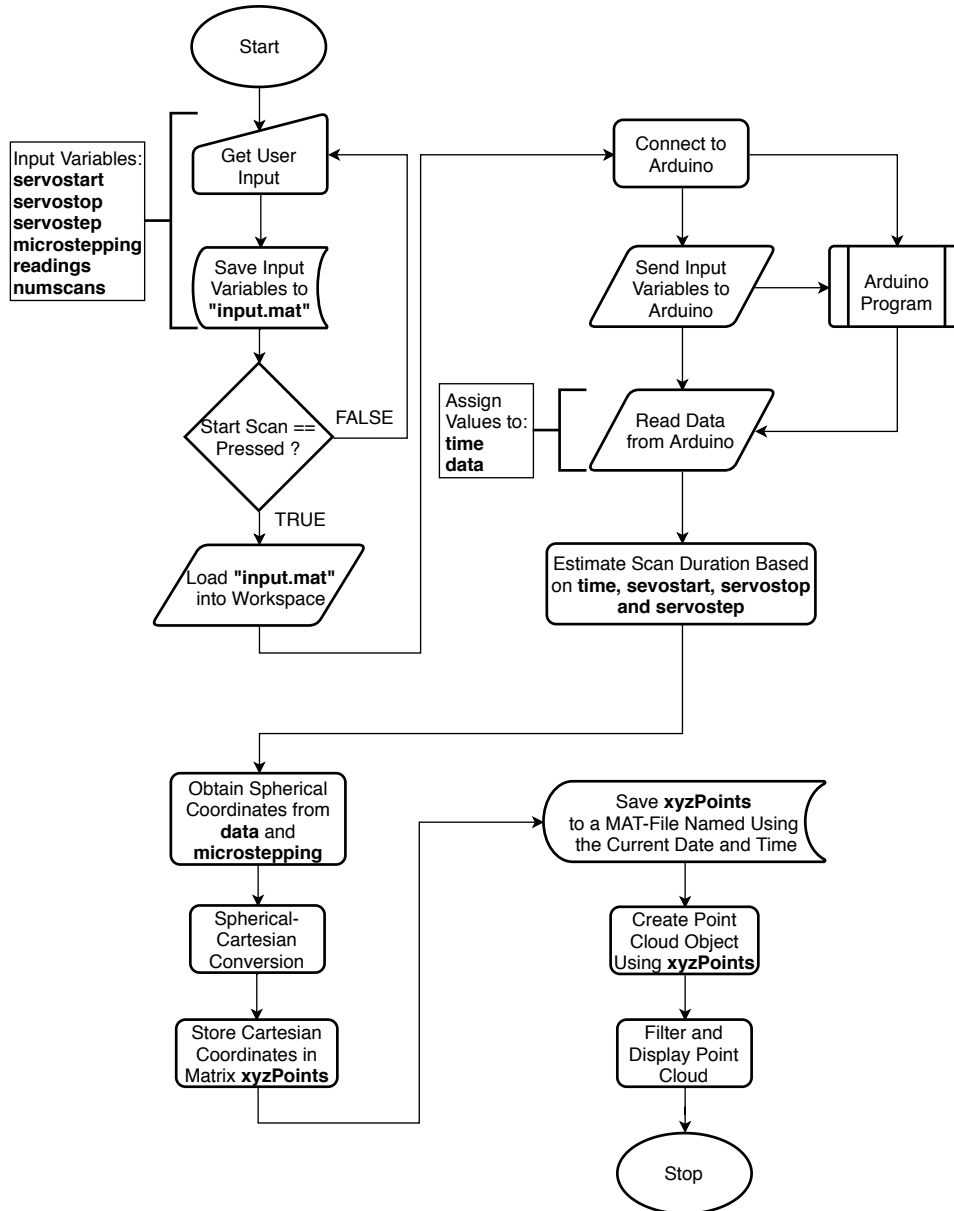 Start
Input Variables:
servostart
servostop
servostep
microstepping
readings
numscans
Get User
Input
Save Input
Variables to
"input.mat"
Start Scan ==
Pressed ?
FALSE
TRUE
Load "input.mat"
into Workspace
Connect to
Arduino
Send Input
Variables to
Arduino
Arduino
Program
Assign
Values to:
time
data
Read Data
from Arduino
Estimate Scan Duration Based
on time, sevostart, servostop
and servostep
Obtain Spherical
Coordinates from
data and
microstepping
Spherical-
Cartesian
Conversion
Store Cartesian
Coordinates in
Matrix xyzPoints
Save xyzPoints
to a MAT-File Named Using
the Current Date and Time
Create Point
Cloud Object
Using xyzPoints
Filter and
Display Point
Cloud
Stop